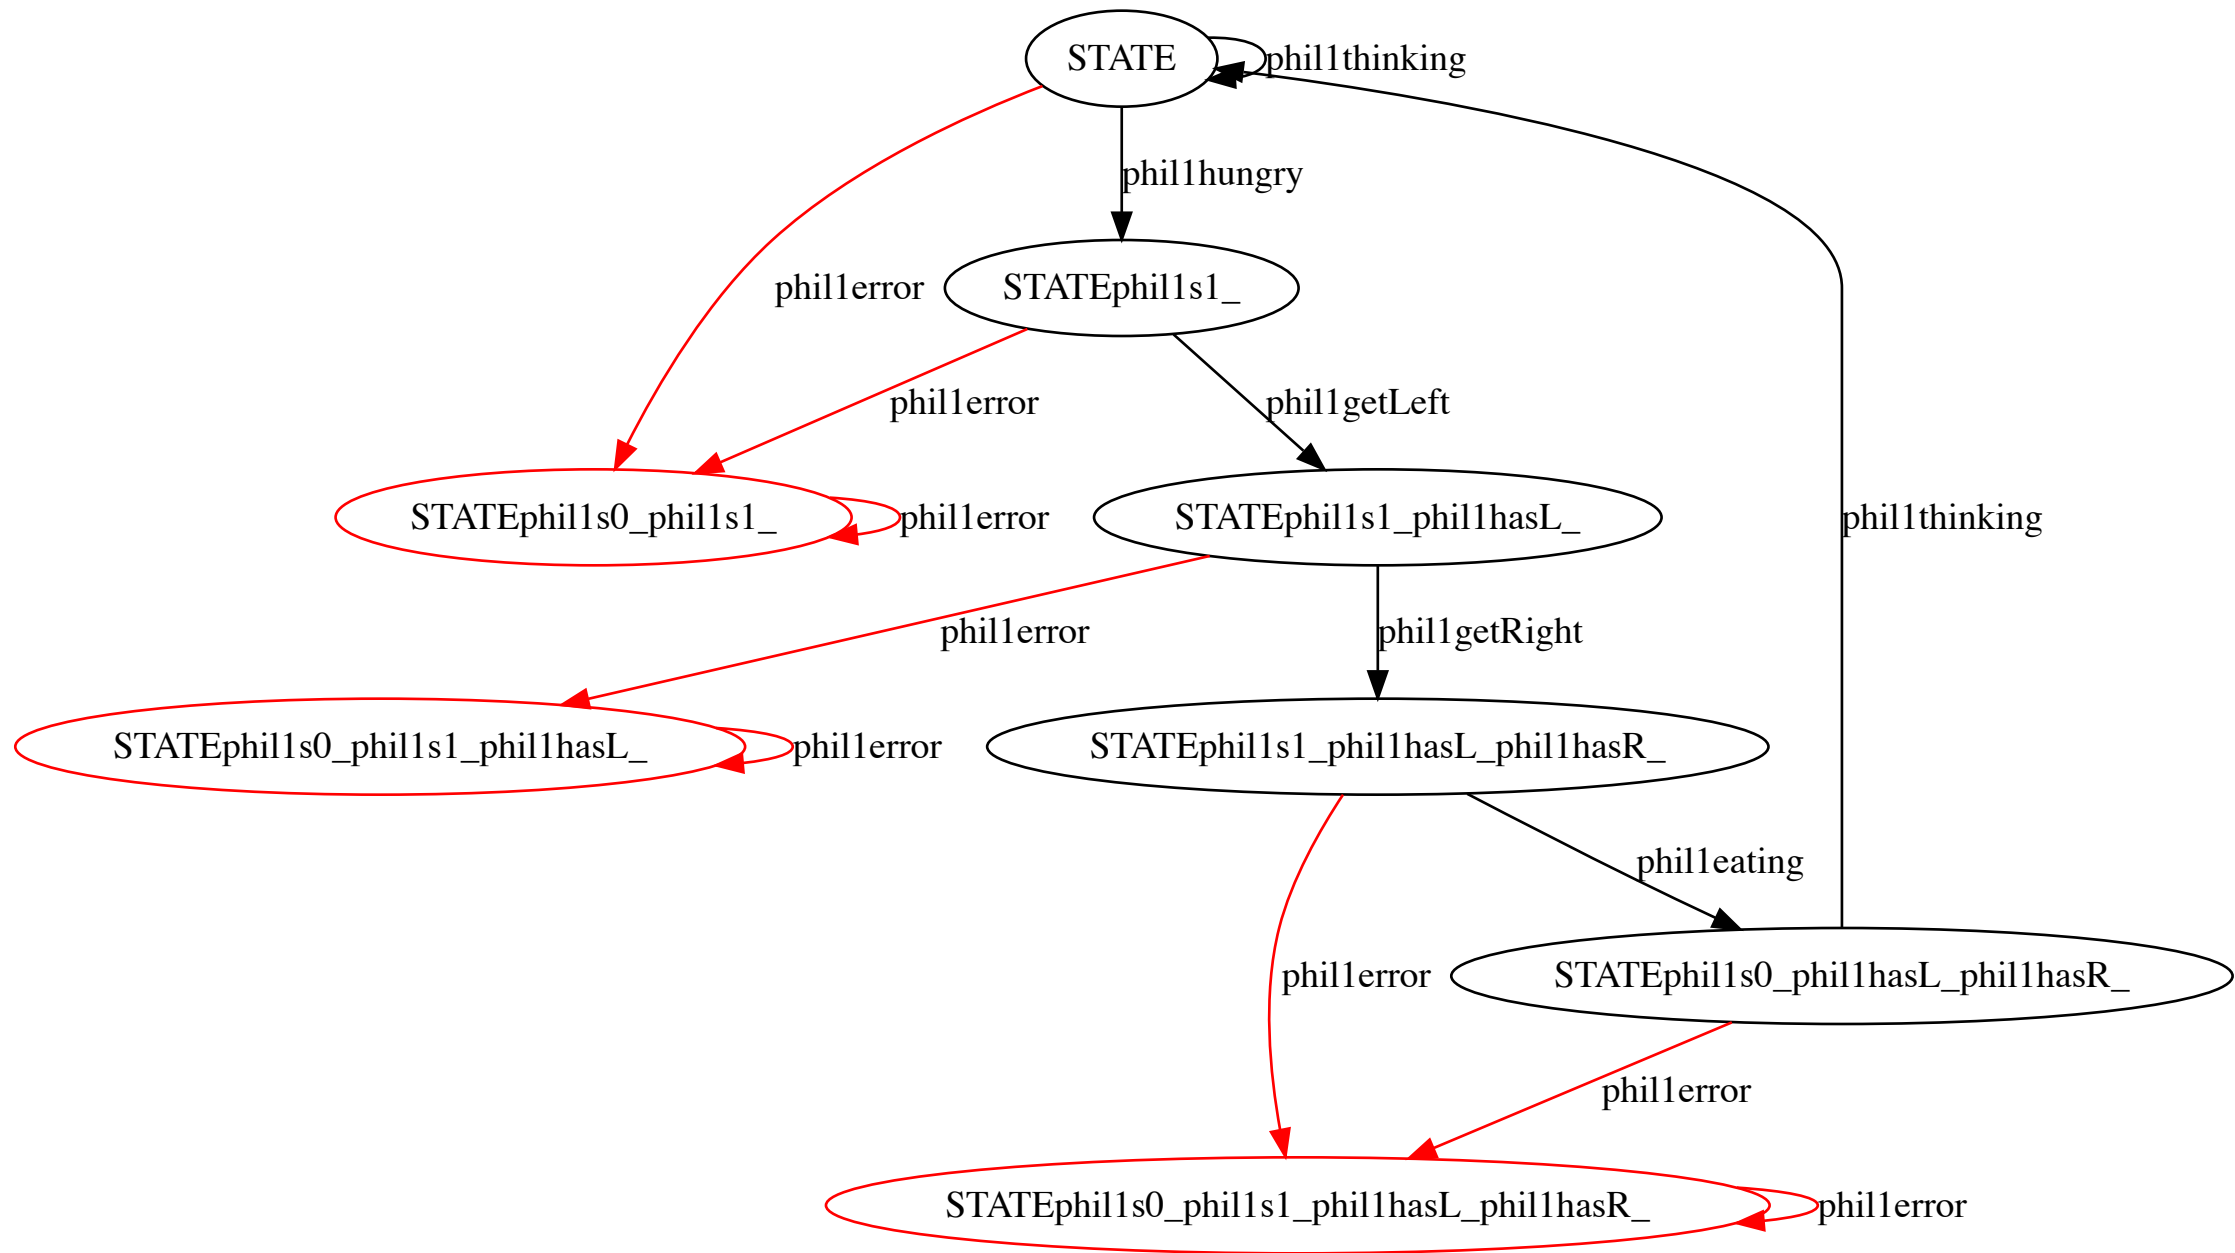 STATE
phil1thinking
phil1hungry
phil1error
STATEphil1s1_
phil1error
phil1getLeft
STATEphil1s0_phil1s1_
phil1error
STATEphil1s1_phil1hasL_
phil1thinking
phil1error
phil1getRight
STATEphil1s0_phil1s1_phil1hasL_
phil1error
STATEphil1s1_phil1hasL_phil1hasR_
phil1eating
phil1error
STATEphil1s0_phil1hasL_phil1hasR_
phil1error
STATEphil1s0_phil1s1_phil1hasL_phil1hasR_
phil1error